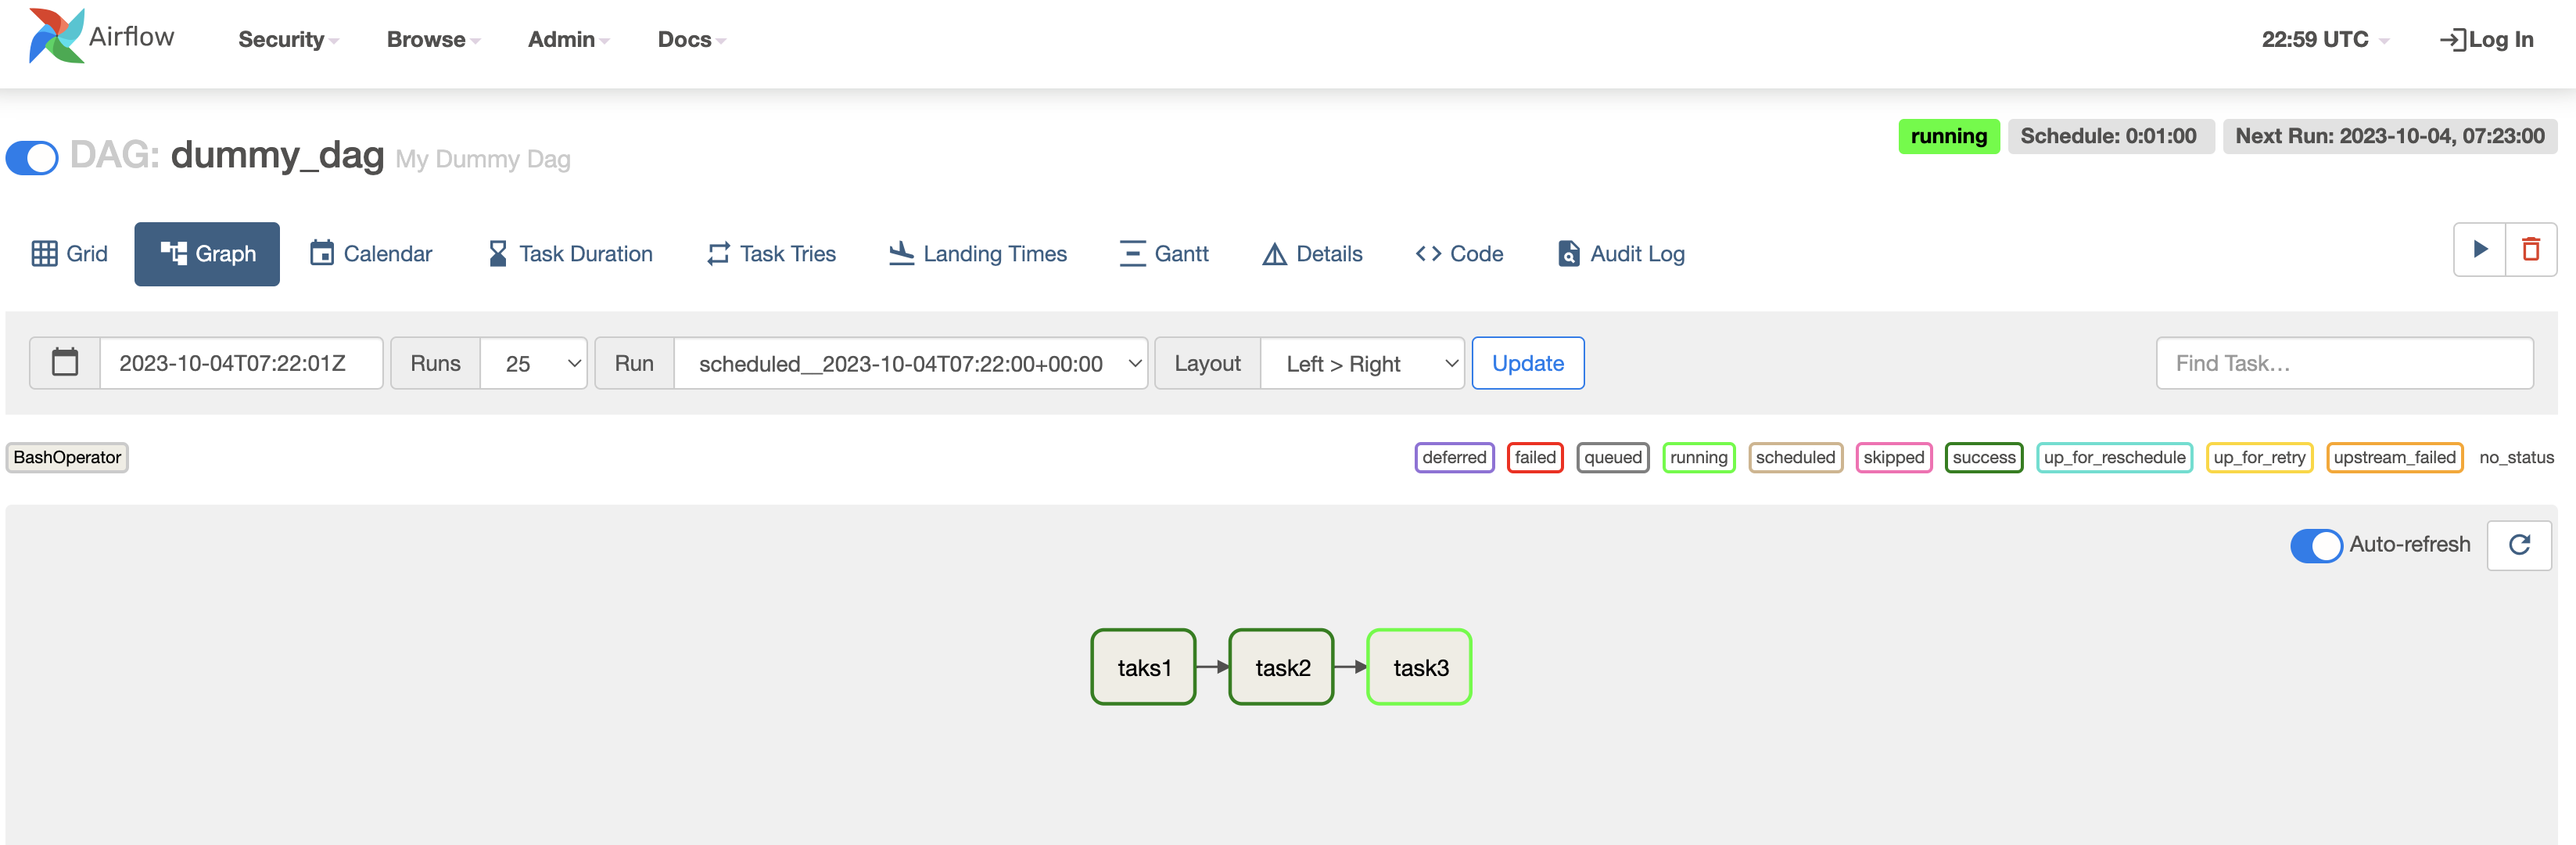 Airflow Security Browse Admin Docs 22:59 UTC Log In
running Schedule: 0:01:00 Next Run: 2023-10-04, 07:23:00
DAG: dummy_dag My Dummy Dag
Grid Graph Calendar Task Duration Task Tries Landing Times Gantt Details Code Audit Log
2023-10-04T07:22:01Z Runs 25 Run scheduled__2023-10-04T07:22:00+00:00 Layout Left > Right Update Find Task...
BashOperator deferred failed queued running scheduled skipped success up_for_reschedule up_for_retry upstream_failed no_status
Auto-refresh
taks1 task2 task3